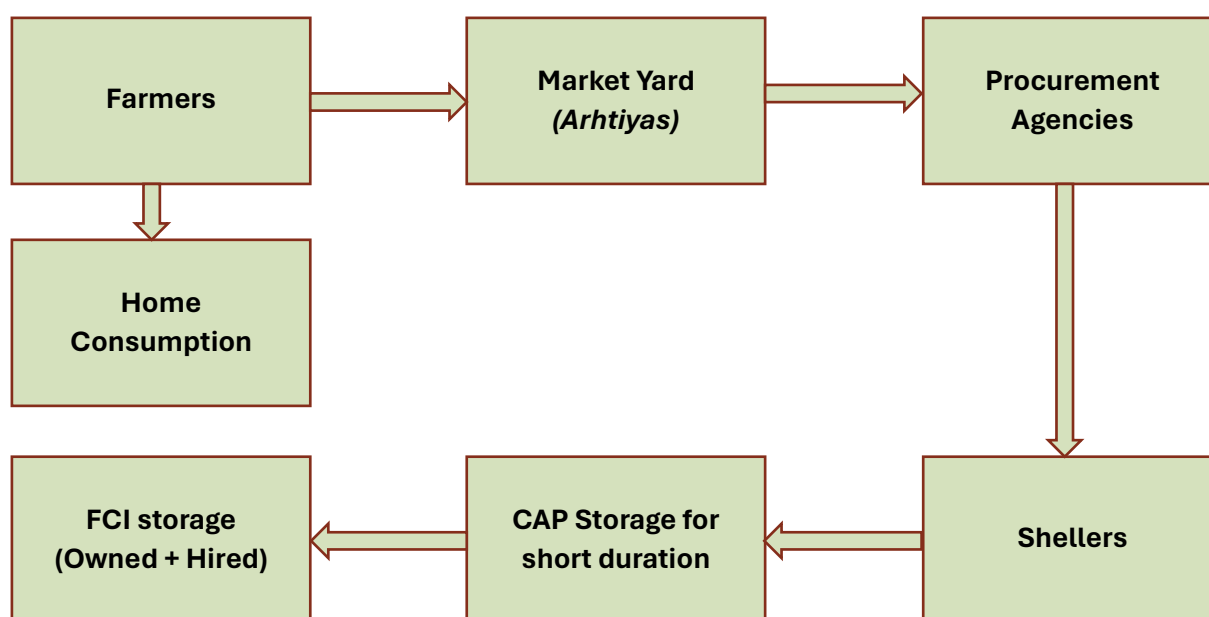 Farmers
Market Yard
(Arhtiyas)
Procurement
Agencies
Home
Consumption
FCI storage
(Owned + Hired)
CAP Storage for
short duration
Shellers